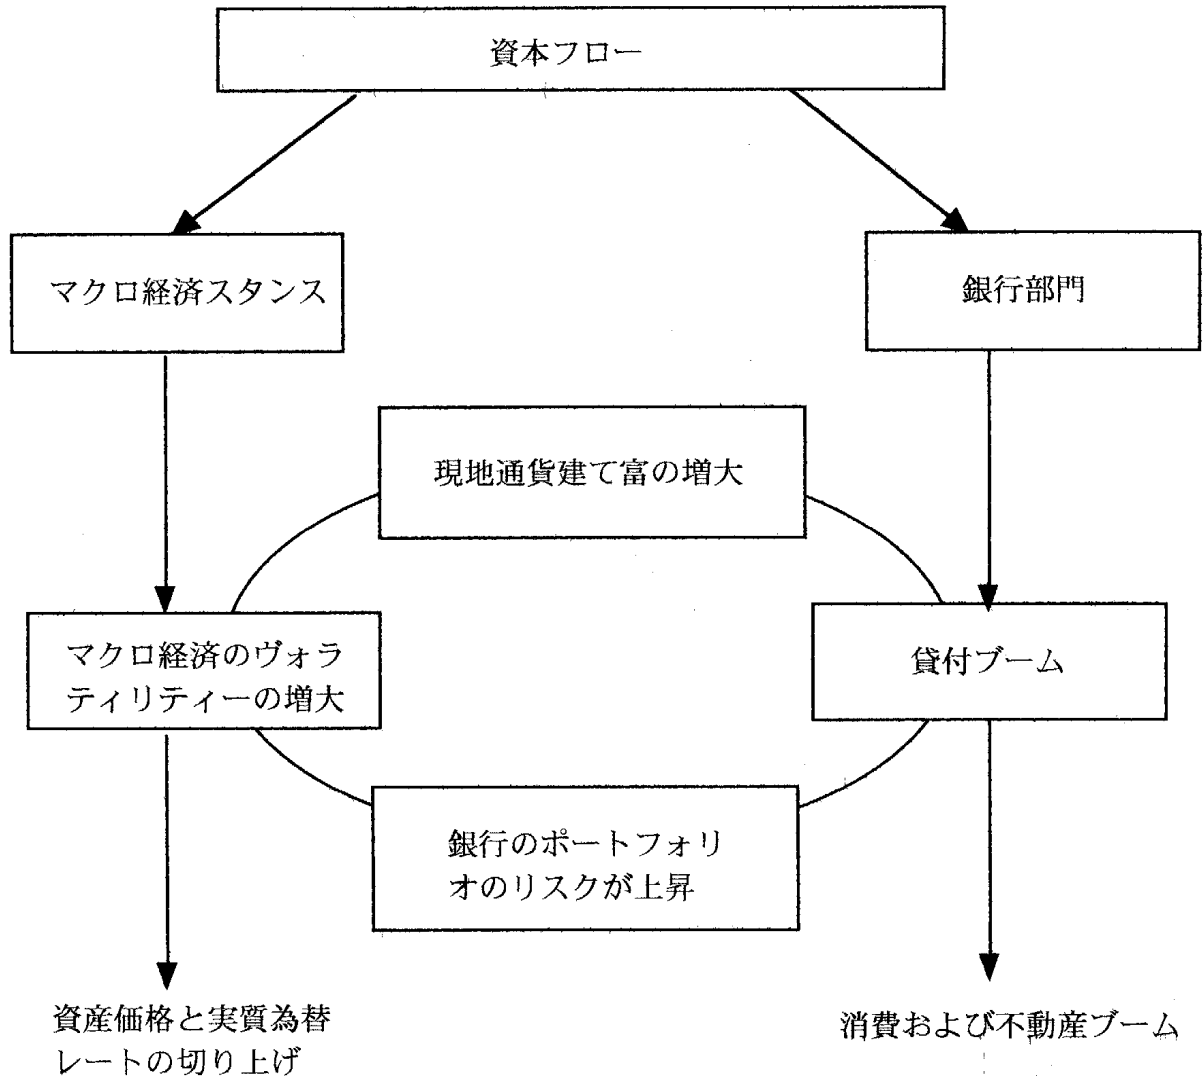 資本フロー
マクロ経済スタンス
銀行部門
現地通貨建て富の増大
マクロ経済のヴォラ
ティリティーの増大
貸付ブーム
銀行のポートフォリ
オのリスクが上昇
資産価格と実質為替
レートの切り上げ
消費および不動産ブーム